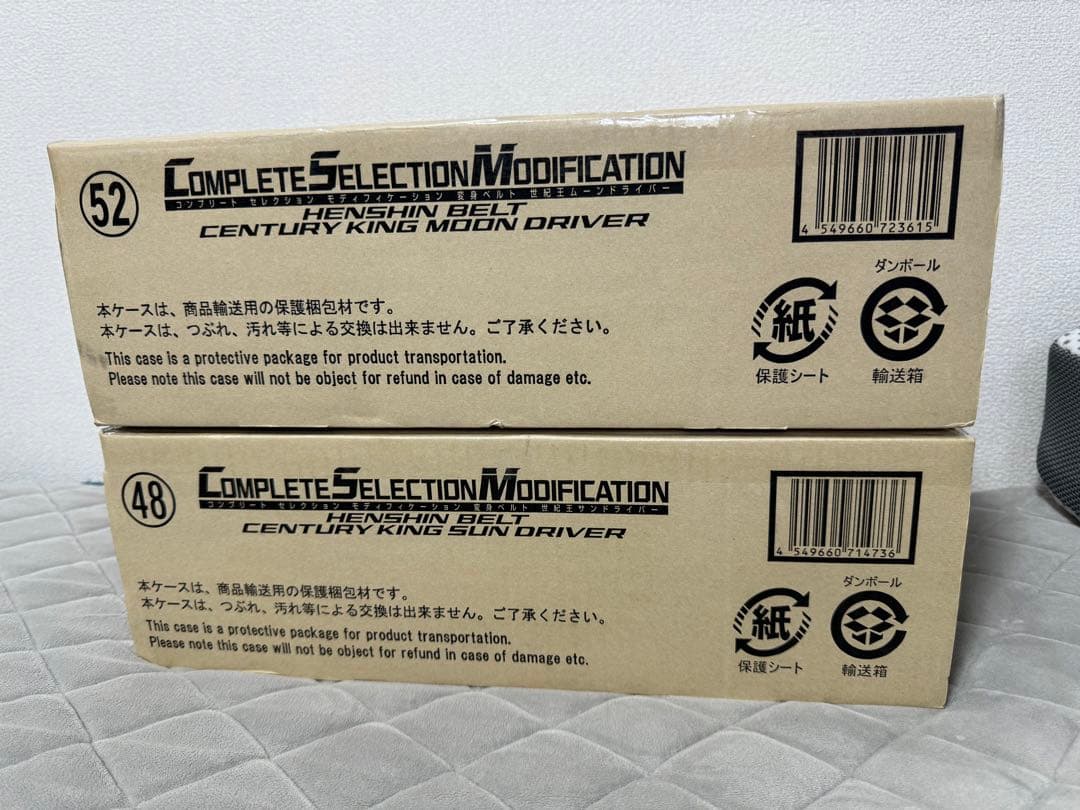 52
COMPLETE SELECTION MODIFICATION
コンプリート セレクション モディフィケーション 変身ベルト 世紀王ムーンドライバー
HENSHIN BELT
CENTURY KING MOON DRIVER
4 549660 723615
本ケースは、商品輸送用の保護梱包材です。
本ケースは、つぶれ、汚れ等による交換は出来ません。ご了承ください。
This case is a protective package for product transportation.
Please note this case will not be object for refund in case of damage etc.
紙
保護シート
ダンボール
輸送箱
48
COMPLETE SELECTION MODIFICATION
コンプリート セレクション モディフィケーション 変身ベルト 世紀王サンドライバー
HENSHIN BELT
CENTURY KING SUN DRIVER
4 549660 714736
本ケースは、商品輸送用の保護梱包材です。
本ケースは、つぶれ、汚れ等による交換は出来ません。ご了承ください。
This case is a protective package for product transportation.
Please note this case will not be object for refund in case of damage etc.
紙
保護シート
ダンボール
輸送箱